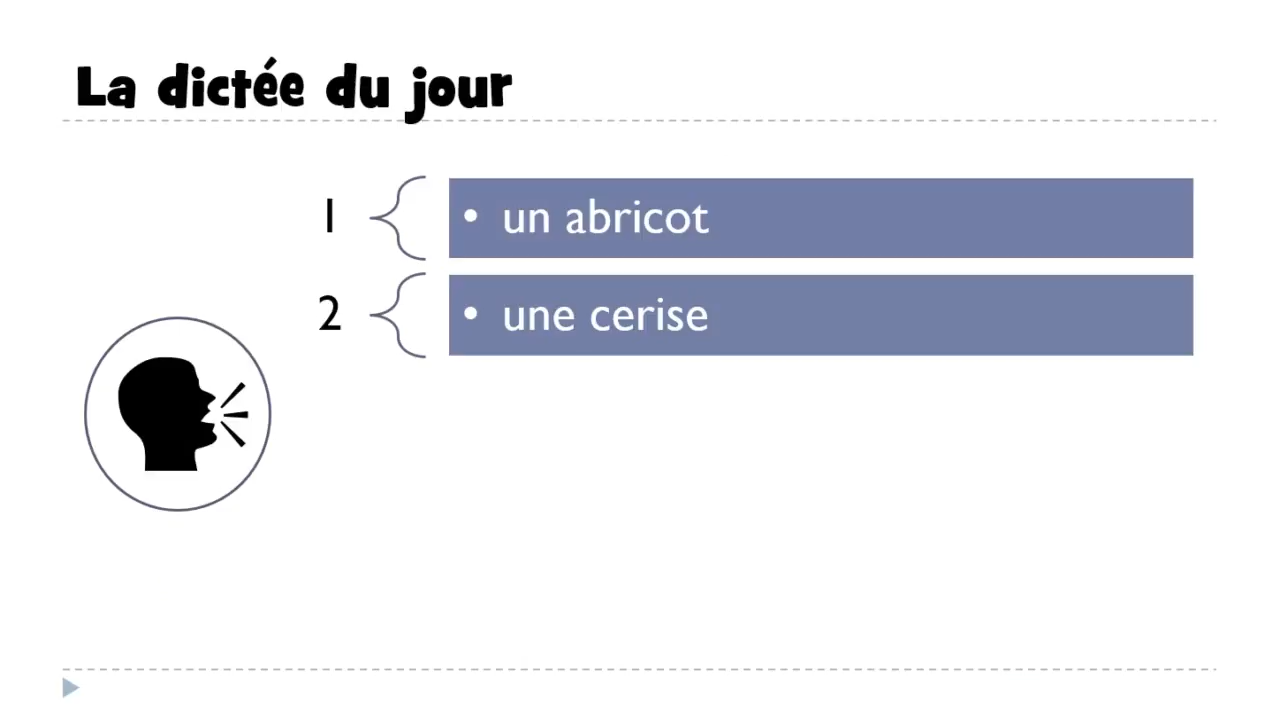 La dictée du jour
1
• un abricot
2
• une cerise